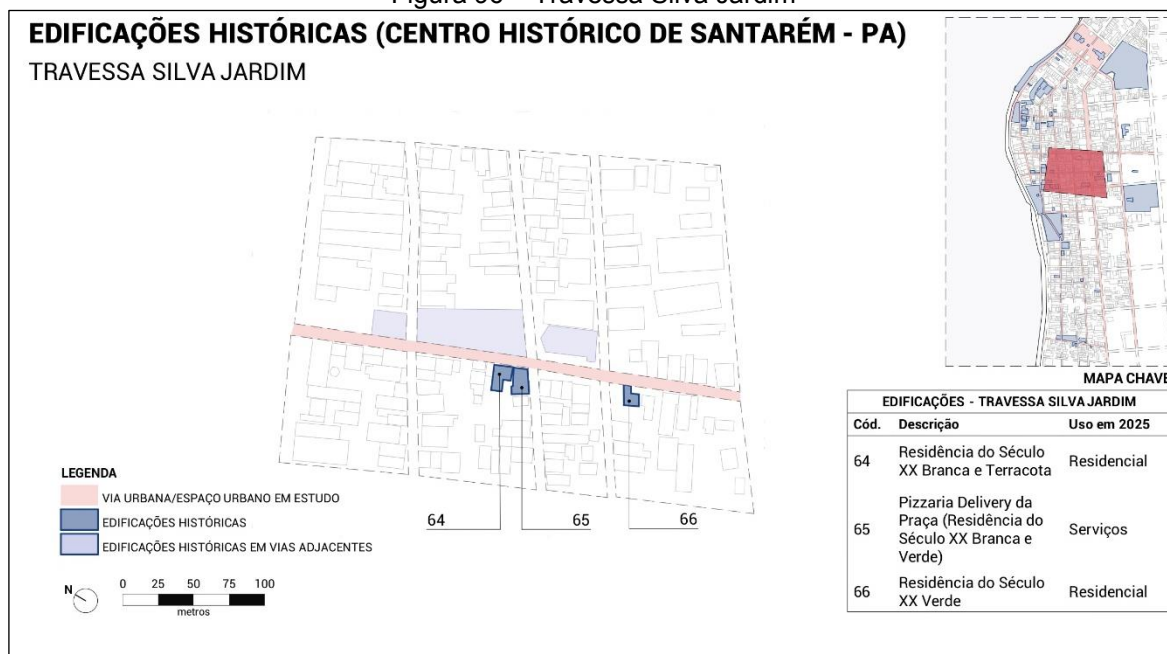 EDIFICAÇÕES HISTÓRICAS (CENTRO HISTÓRICO DE SANTARÉM - PA)
TRAVESSA SILVA JARDIM
MAPA CHAVE
EDIFICAÇÕES - TRAVESSA SILVA JARDIM
Cód. Descrição Uso em 2025
64 Residência do Século XX Branca e Terracota Residencial
65 Pizzaria Delivery da Praça (Residência do Século XX Branca e Verde) Serviços
66 Residência do Século XX Verde Residencial
64 65 66
LEGENDA
VIA URBANA/ESPAÇO URBANO EM ESTUDO
EDIFICAÇÕES HISTÓRICAS
EDIFICAÇÕES HISTÓRICAS EM VIAS ADJACENTES
N
0 25 50 75 100
metros